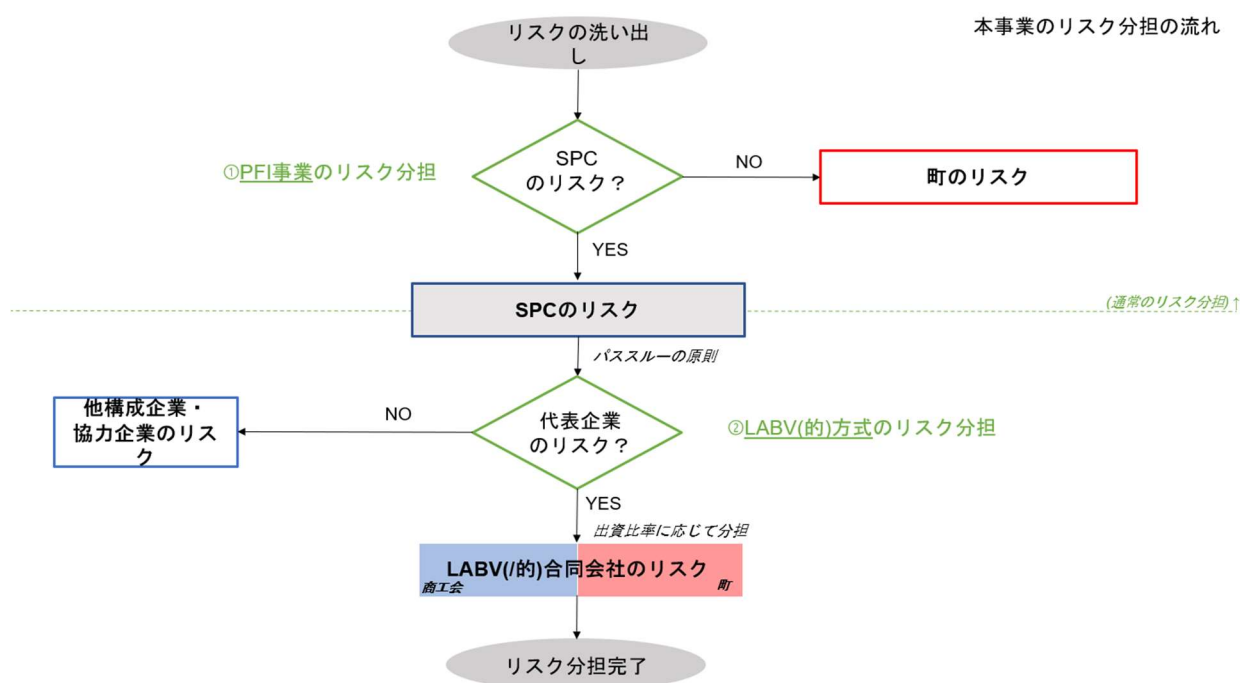 本事業のリスク分担の流れ
リスクの洗い出
し
①PFI事業のリスク分担
SPC
のリスク？
NO
町のリスク
YES
SPCのリスク
(通常のリスク分担)↑
パススルーの原則
他構成企業・
協力企業のリス
ク
NO
代表企業
のリスク？
②LABV(的)方式のリスク分担
YES
出資比率に応じて分担
LABV(/的)合同会社のリスク
商工会
町
リスク分担完了